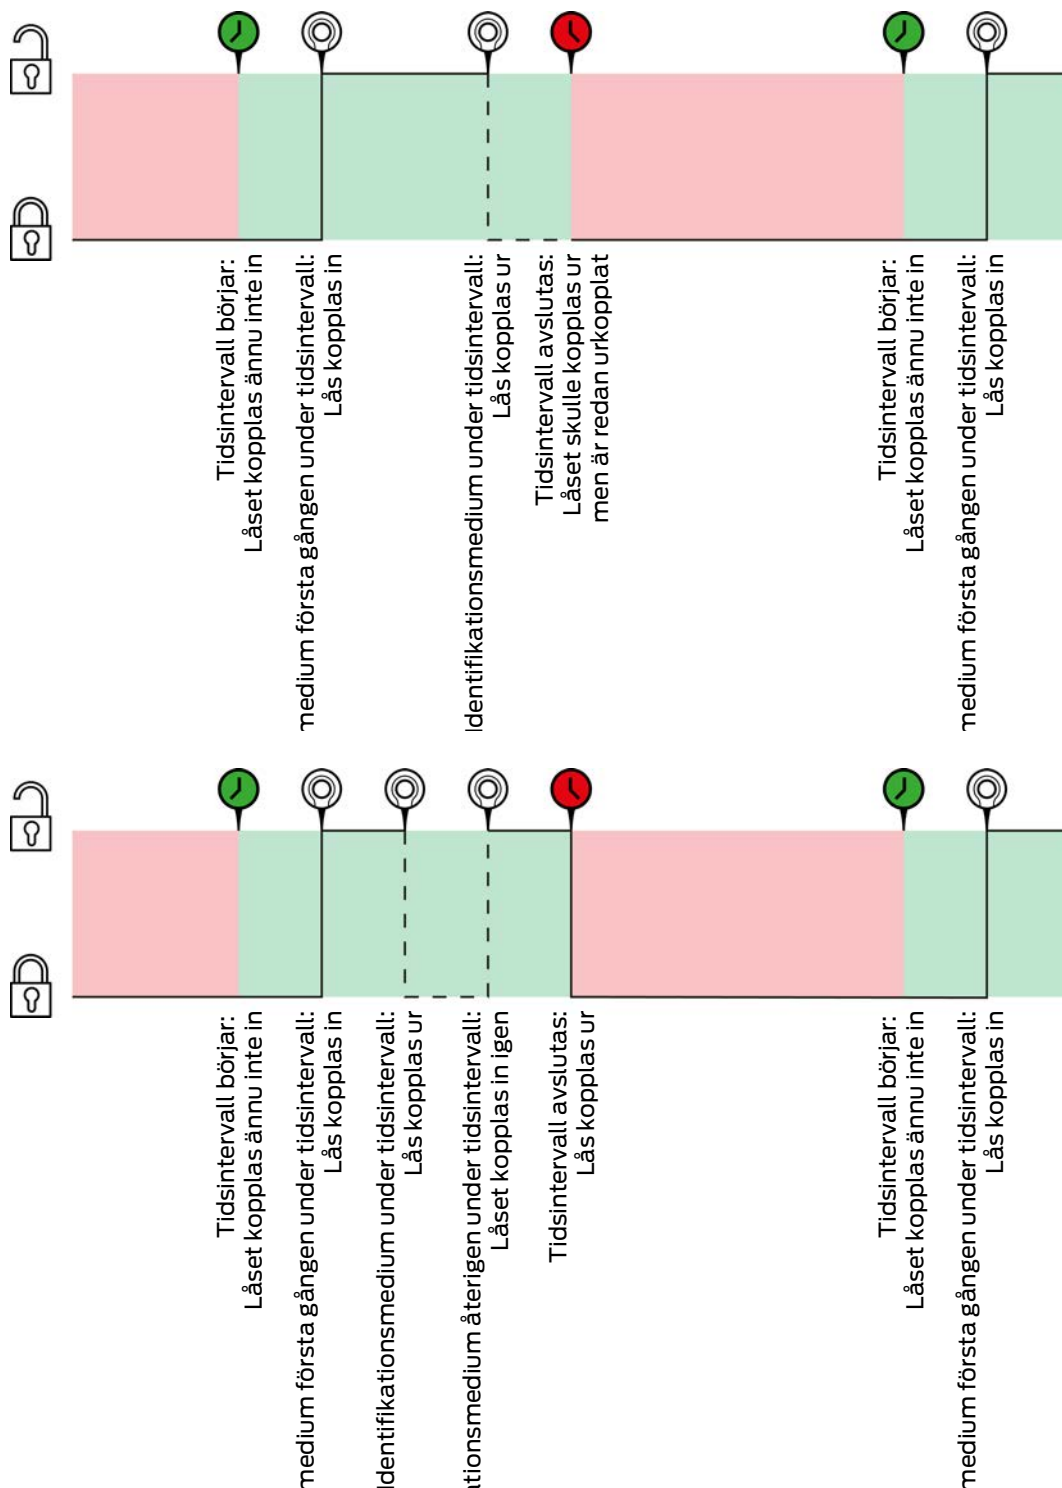 Tidsintervall börjar:
Låset kopplas ännu inte in
medium första gången under tidsintervall:
Lås kopplas in
Identifikationsmedium under tidsintervall:
Lås kopplas ur
Tidsintervall avslutas:
Låset skulle kopplas ur
men är redan urkopplat
Tidsintervall börjar:
Låset kopplas ännu inte in
medium första gången under tidsintervall:
Lås kopplas in
Tidsintervall börjar:
Låset kopplas ännu inte in
medium första gången under tidsintervall:
Lås kopplas in
Identifikationsmedium under tidsintervall:
Lås kopplas ur
ationsmedium återigen under tidsintervall:
Låset kopplas in igen
Tidsintervall avslutas:
Lås kopplas ur
Tidsintervall börjar:
Låset kopplas ännu inte in
medium första gången under tidsintervall:
Lås kopplas in